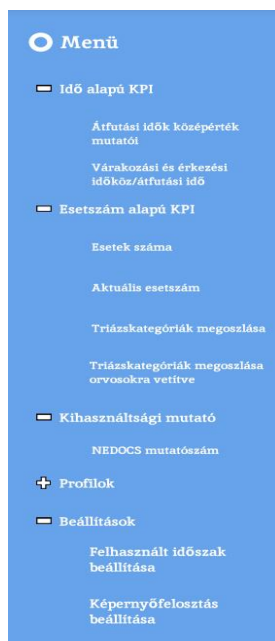 Menü
Idő alapú KPI
Átfutási idők középérték
mutatói
Várakozási és érkezési
időköz/átfutási idő
Esetszám alapú KPI
Esetek száma
Aktuális esetszám
Triázskategóriák megoszlása
Triázskategóriák megoszlása
orvosokra vetítve
Kihasználtsági mutató
NEDOCS mutatószám
Profilok
Beállítások
Felhasznált időszak
beállítása
Képernyőfelosztás
beállítása